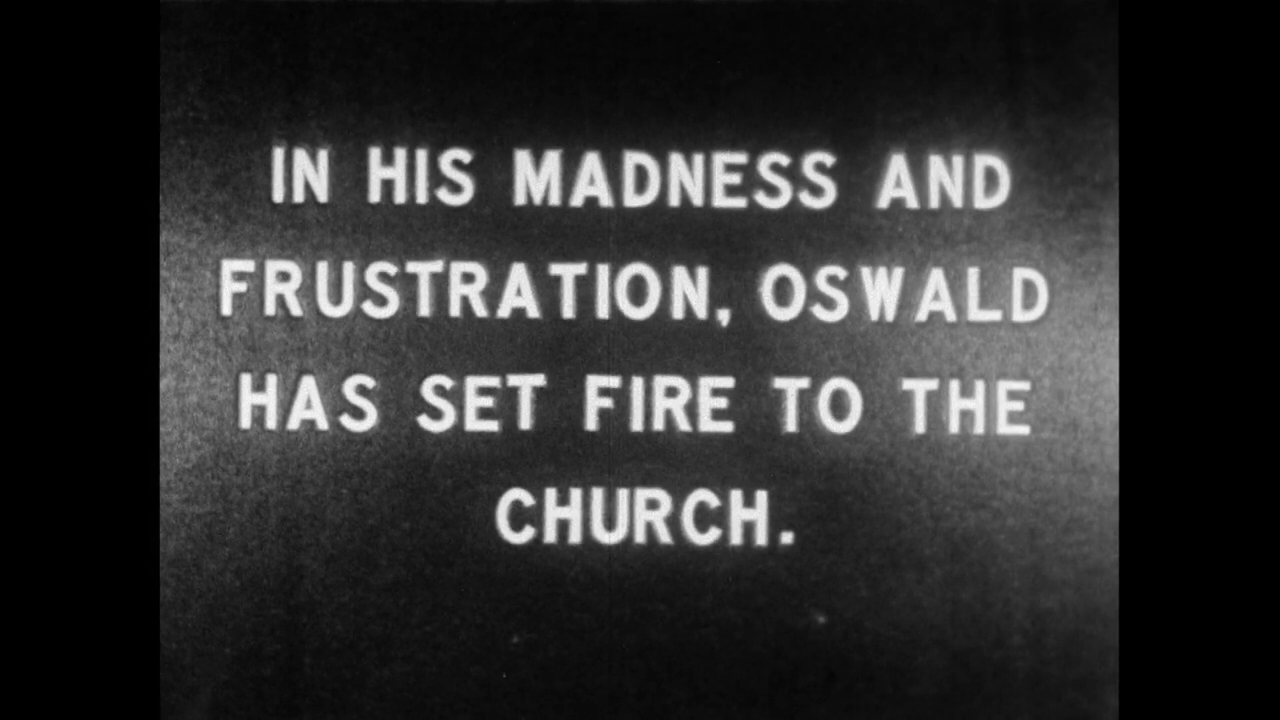 IN HIS MADNESS AND
FRUSTRATION, OSWALD
HAS SET FIRE TO THE
CHURCH.